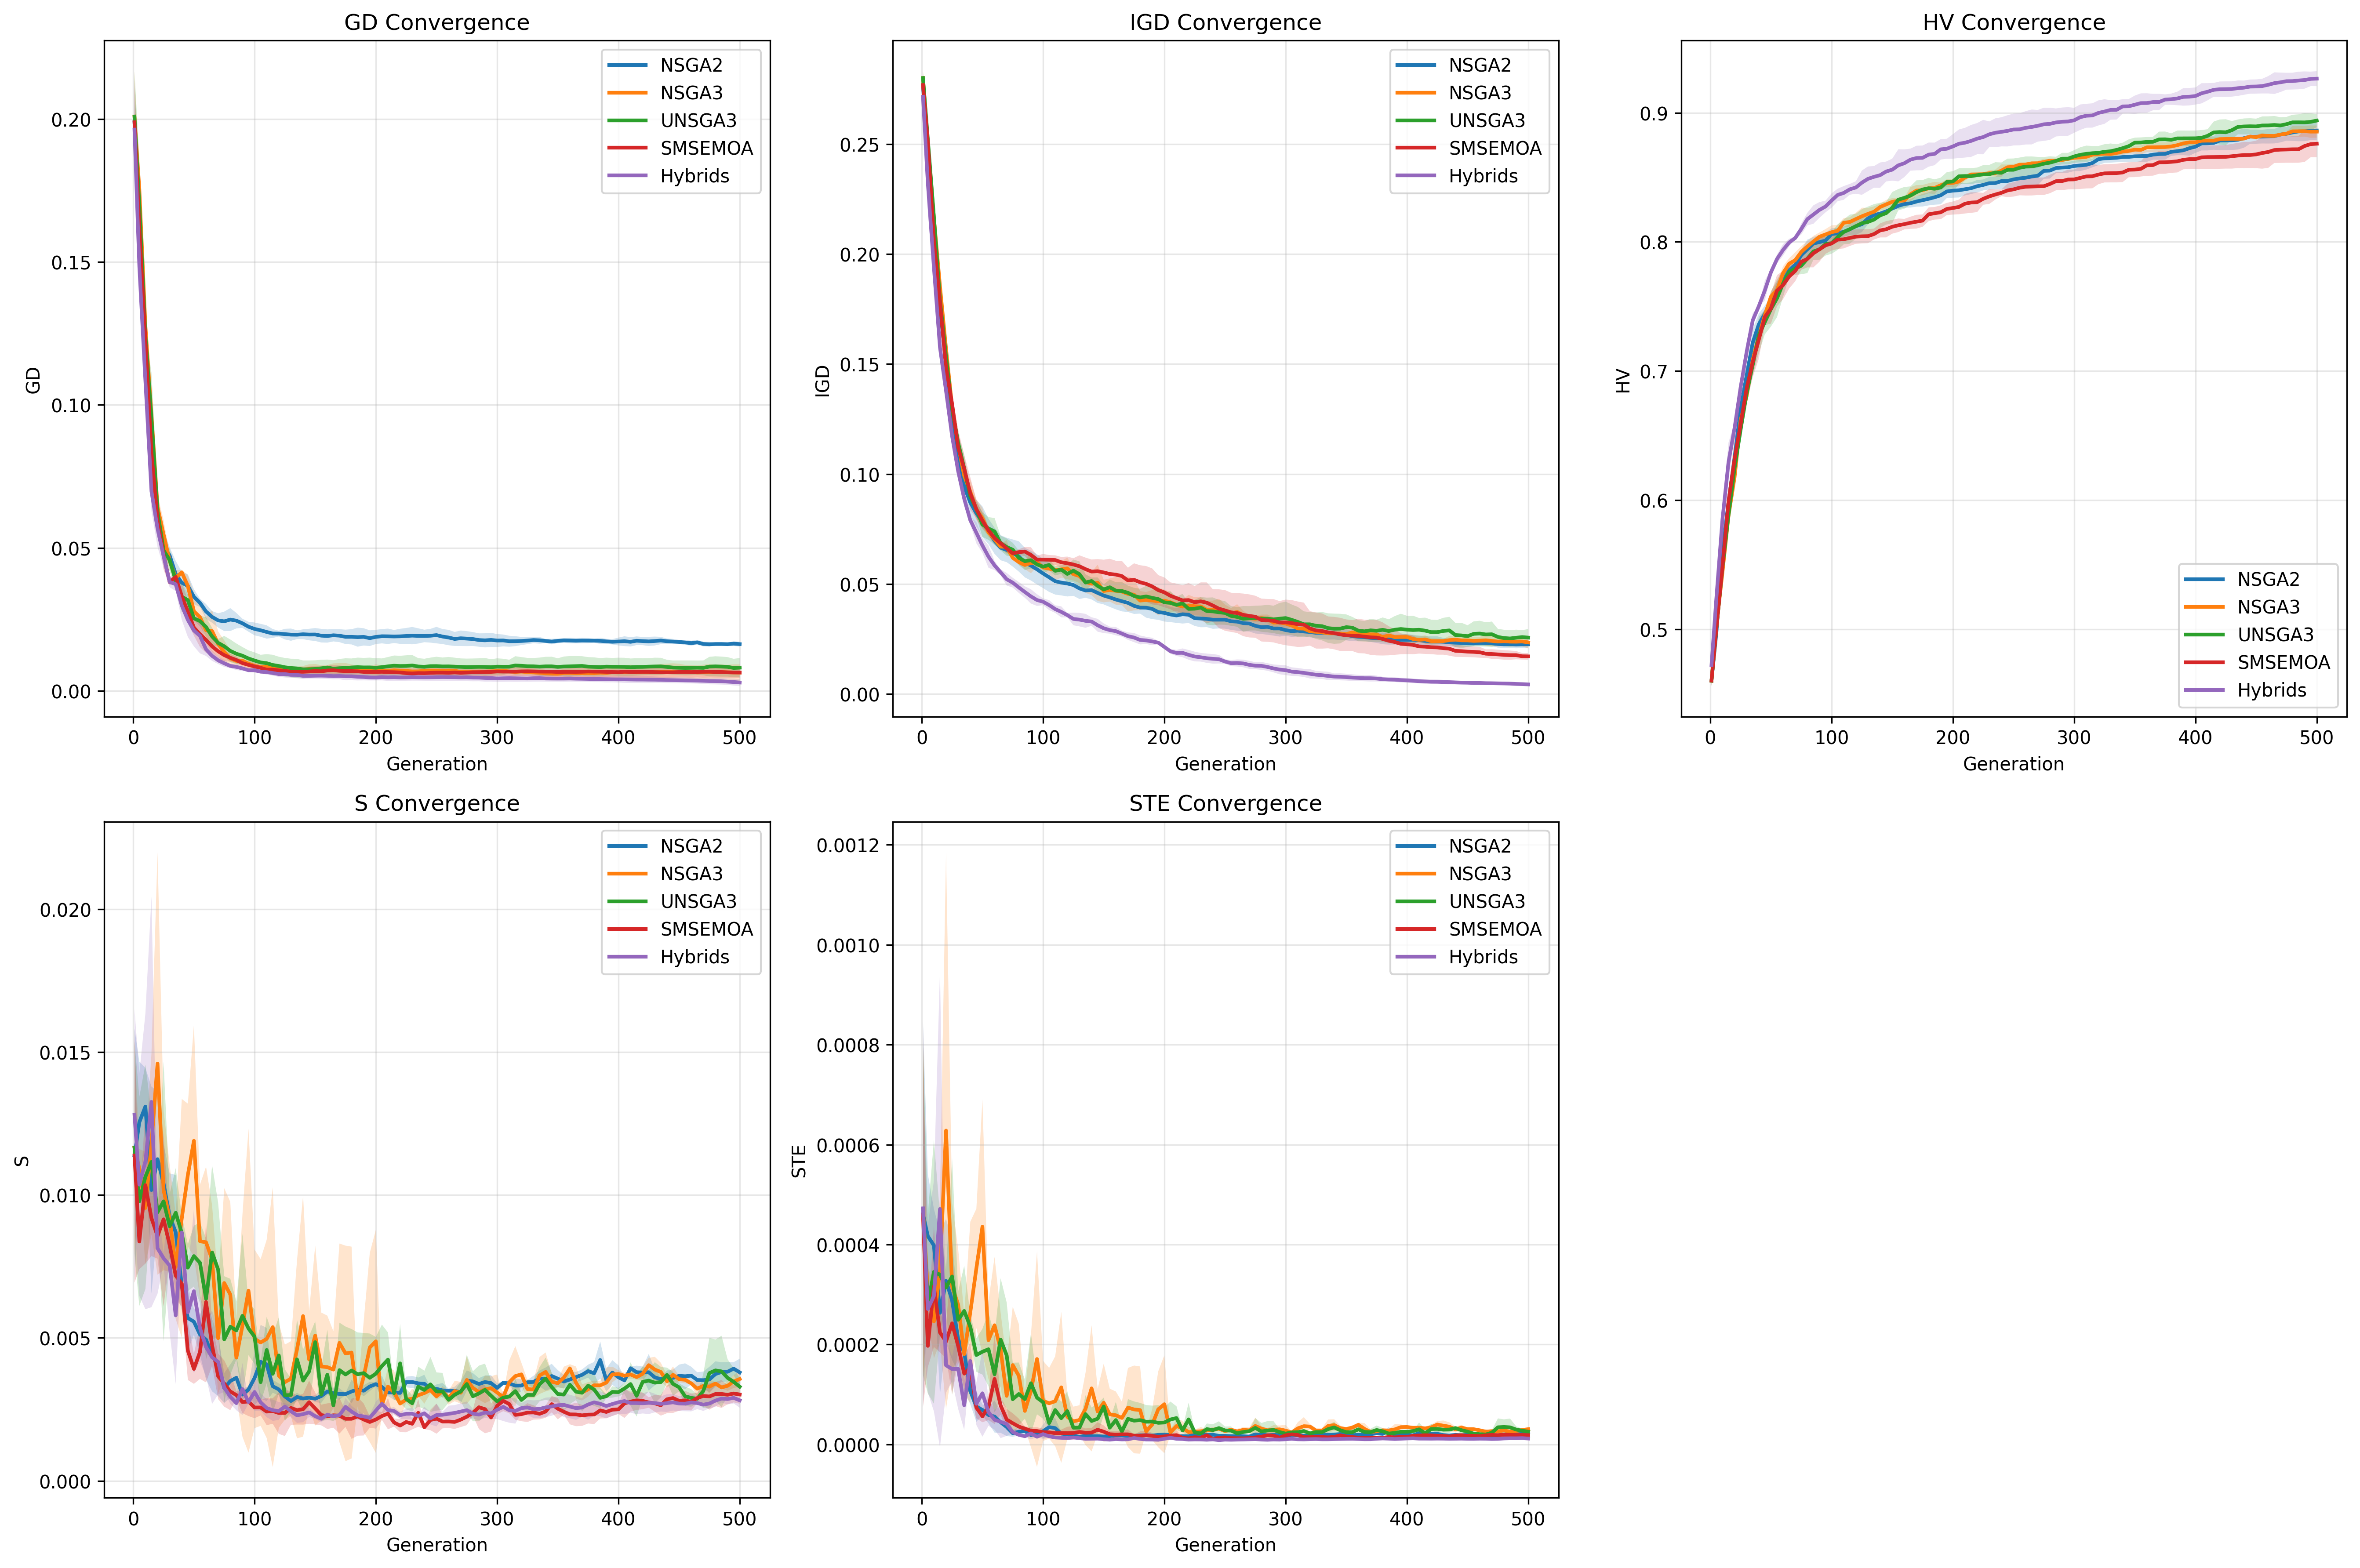 GD Convergence
0.20
0.15
0.10
0.05
0.00
GD
0 100 200 300 400 500
Generation
NSGA2
NSGA3
UNSGA3
SMSEMOA
Hybrids
IGD Convergence
0.25
0.20
0.15
0.10
0.05
0.00
IGD
0 100 200 300 400 500
Generation
NSGA2
NSGA3
UNSGA3
SMSEMOA
Hybrids
HV Convergence
0.9
0.8
0.7
0.6
0.5
HV
0 100 200 300 400 500
Generation
NSGA2
NSGA3
UNSGA3
SMSEMOA
Hybrids
S Convergence
0.020
0.015
0.010
0.005
0.000
S
0 100 200 300 400 500
Generation
NSGA2
NSGA3
UNSGA3
SMSEMOA
Hybrids
STE Convergence
0.0012
0.0010
0.0008
0.0006
0.0004
0.0002
0.0000
STE
0 100 200 300 400 500
Generation
NSGA2
NSGA3
UNSGA3
SMSEMOA
Hybrids